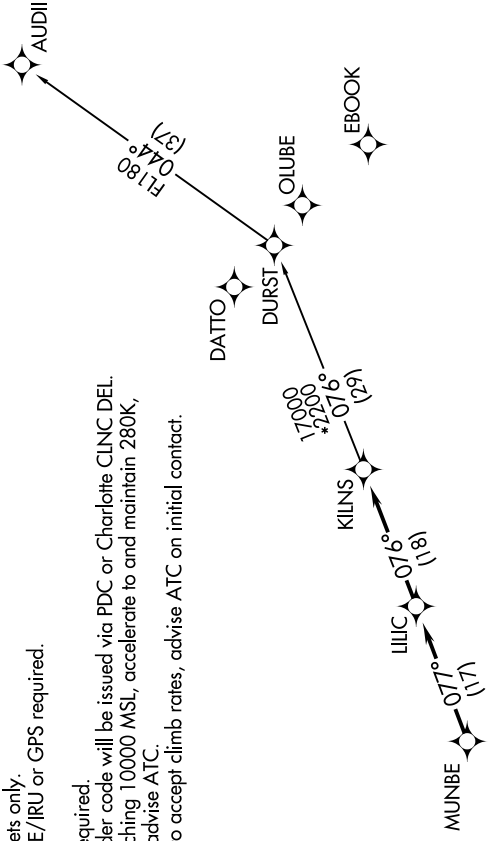 AUDII
FL180
044°
(37)
EBOOK
OLUBE
DURST
DATTO
17000
*2200
076°
(29)
KILNS
076°
(18)
LILIC
077°
(17)
MUNBE
ets only.
E/IRU or GPS required.
equired.
der code will be issued via PDC or Charlotte CLNC DEL.
ching 10000 MSL, accelerate to and maintain 280K,
advise ATC.
o accept climb rates, advise ATC on initial contact.